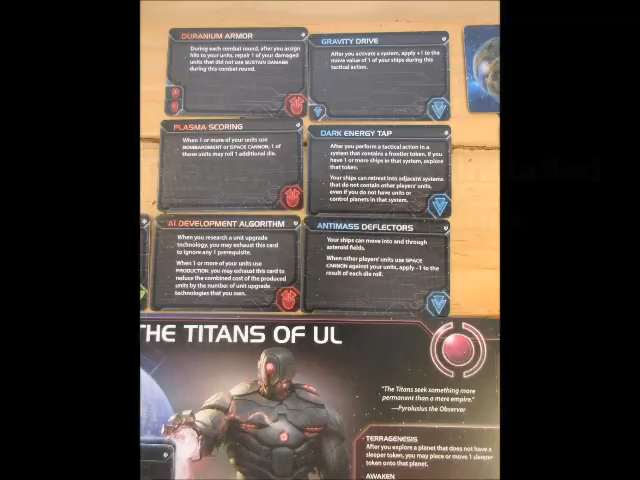 DURANIUM ARMOR
During each combat round, after you assign
hits to your units, repair 1 of your damaged
units that did not use SUSTAIN DAMAGE
during this combat round.
GRAVITY DRIVE
After you activate a system, apply +1 to the
move value of 1 of your ships during this
tactical action.
PLASMA SCORING
When 1 or more of your units use
BOMBARDMENT or SPACE CANNON, 1 of
those units may roll 1 additional die.
DARK ENERGY TAP
After you perform a tactical action in a
system that contains a frontier token, if you
have 1 or more ships in that system, explore
that token.
Your ships can retreat into adjacent systems
that do not contain other players' units,
even if you do not have units or
control planets in that system.
AI DEVELOPMENT ALGORITHM
When you research a unit upgrade
technology, you may exhaust this card
to ignore any 1 prerequisite.
When 1 or more of your units use
PRODUCTION, you may exhaust this card to
reduce the combined cost of the produced
units by the number of unit upgrade
technologies that you own.
ANTIMASS DEFLECTORS
Your ships can move into and through
asteroid fields.
When other players' units use SPACE
CANNON against your units, apply -1 to the
result of each die roll.
THE TITANS OF UL
"The Titans seek something more
permanent than a mere empire."
—Pyrolusius the Observer
TERRAGENESIS
After you explore a planet that does not have a
sleeper token, you may place or move 1 sleeper
token onto that planet.
AWAKEN